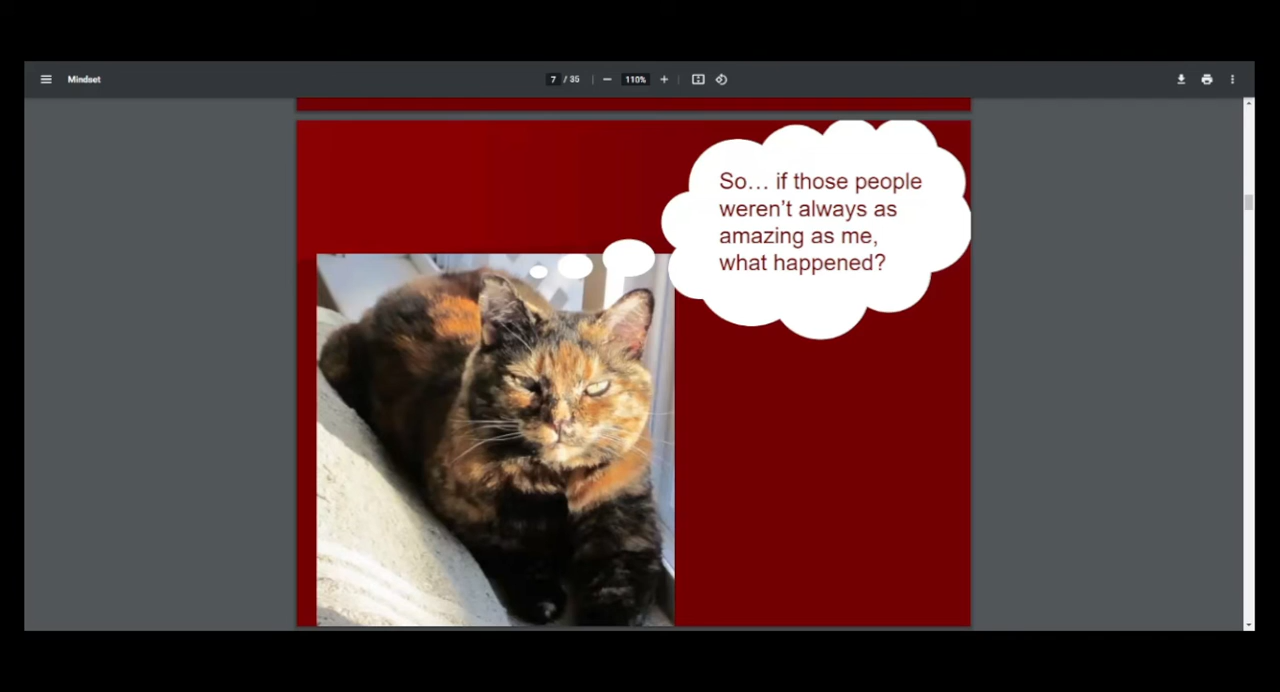 Mindset
7 / 35
110%
So… if those people
weren’t always as
amazing as me,
what happened?